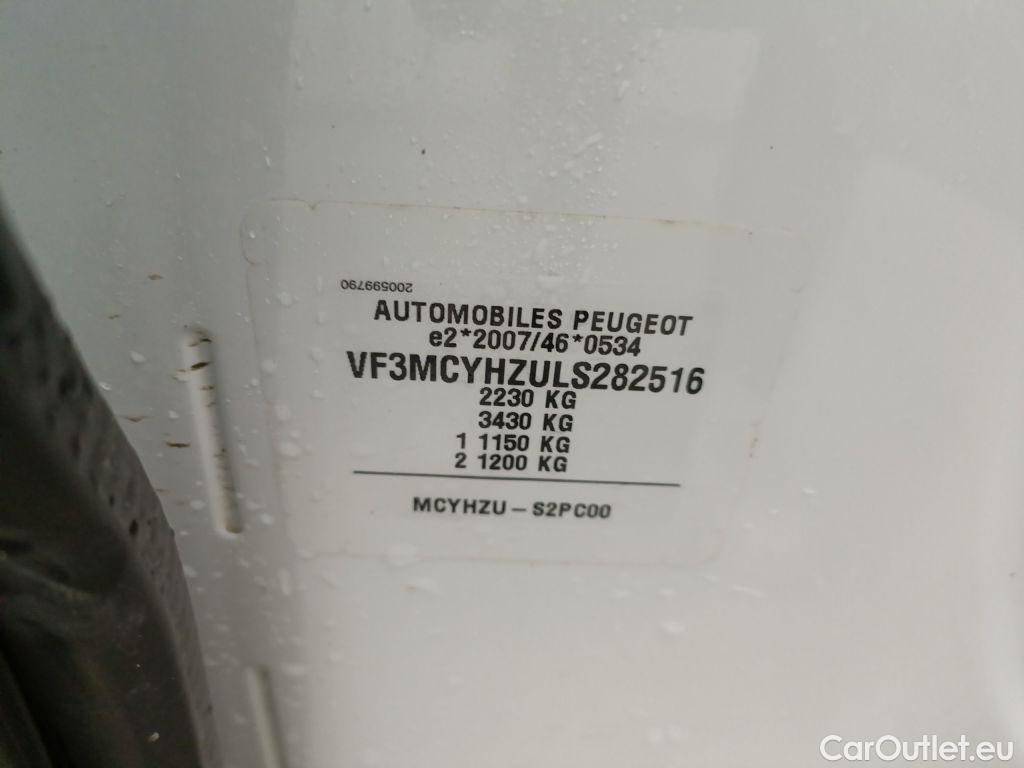 200599790
AUTOMOBILES PEUGEOT
e2*2007/46*0534
VF3MCYHZULS282516
2230 KG
3430 KG
1 1150 KG
2 1200 KG
MCYHZU – S2PC00
CarOutlet.eu